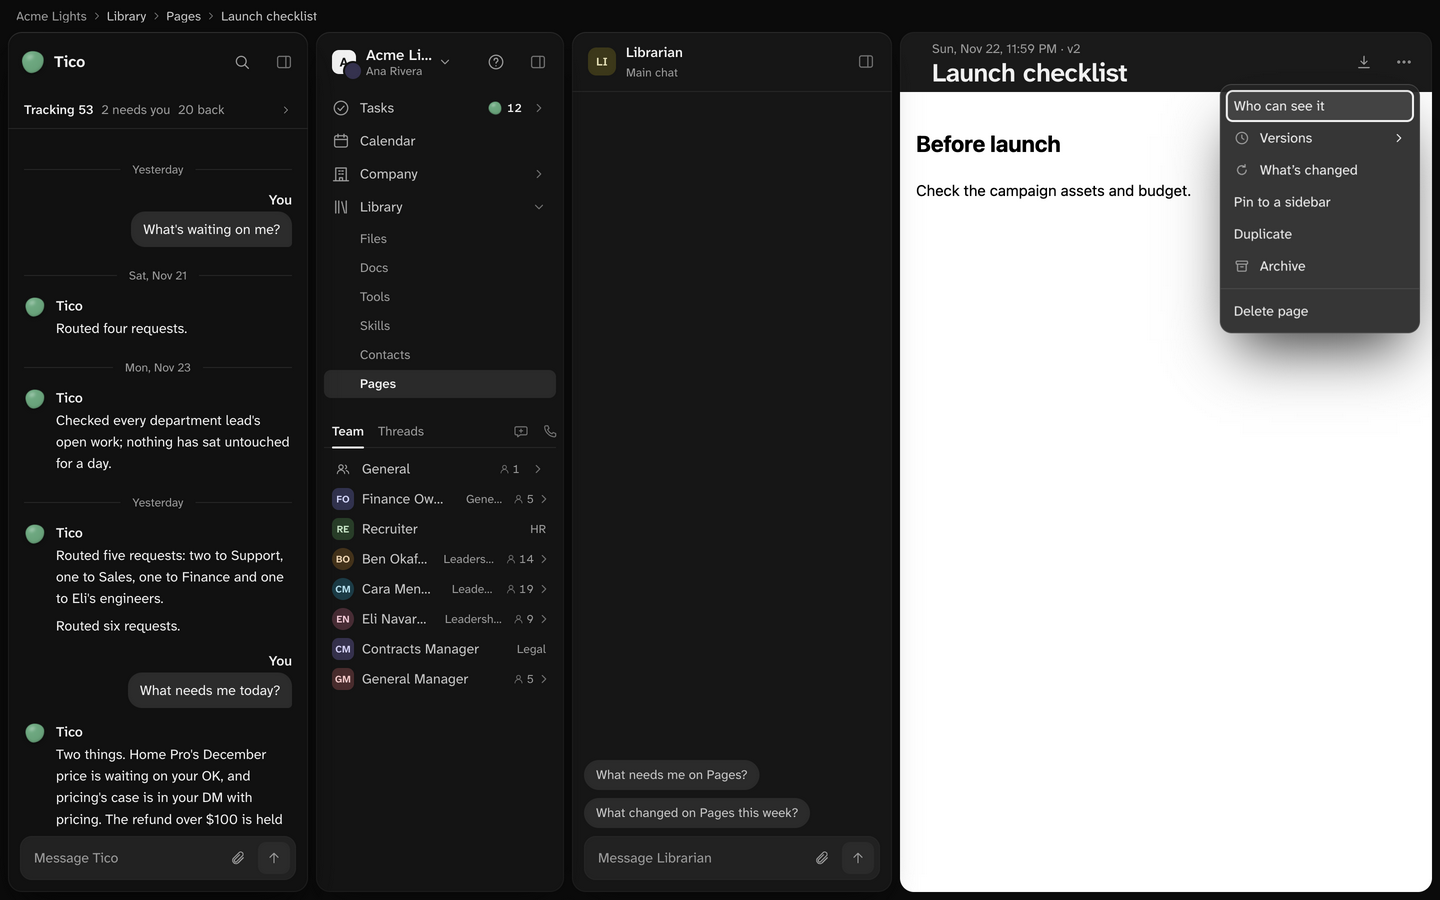 Acme Lights
Library
Pages
Launch checklist
Tico
Tracking 53 2 needs you 20 back
Yesterday
You
What's waiting on me?
Sat, Nov 21
Tico
Routed four requests.
Mon, Nov 23
Tico
Checked every department lead's
open work; nothing has sat untouched
for a day.
Yesterday
Tico
Routed five requests: two to Support,
one to Sales, one to Finance and one
to Eli's engineers.
Routed six requests.
You
What needs me today?
Tico
Two things. Home Pro's December
price is waiting on your OK, and
pricing's case is in your DM with
pricing. The refund over $100 is held
Message Tico
A
Acme Li...
Ana Rivera
Tasks 12
Calendar
Company
Library
Files
Docs
Tools
Skills
Contacts
Pages
Team Threads
General 1
FO Finance Ow... Gene... 5
RE Recruiter HR
BO Ben Okaf... Leaders... 14
CM Cara Men... Leade... 19
EN Eli Navar... Leadersh... 9
CM Contracts Manager Legal
GM General Manager 5
LI
Librarian
Main chat
What needs me on Pages?
What changed on Pages this week?
Message Librarian
Sun, Nov 22, 11:59 PM · v2
Launch checklist
Before launch
Check the campaign assets and budget.
Who can see it
Versions
What's changed
Pin to a sidebar
Duplicate
Archive
Delete page